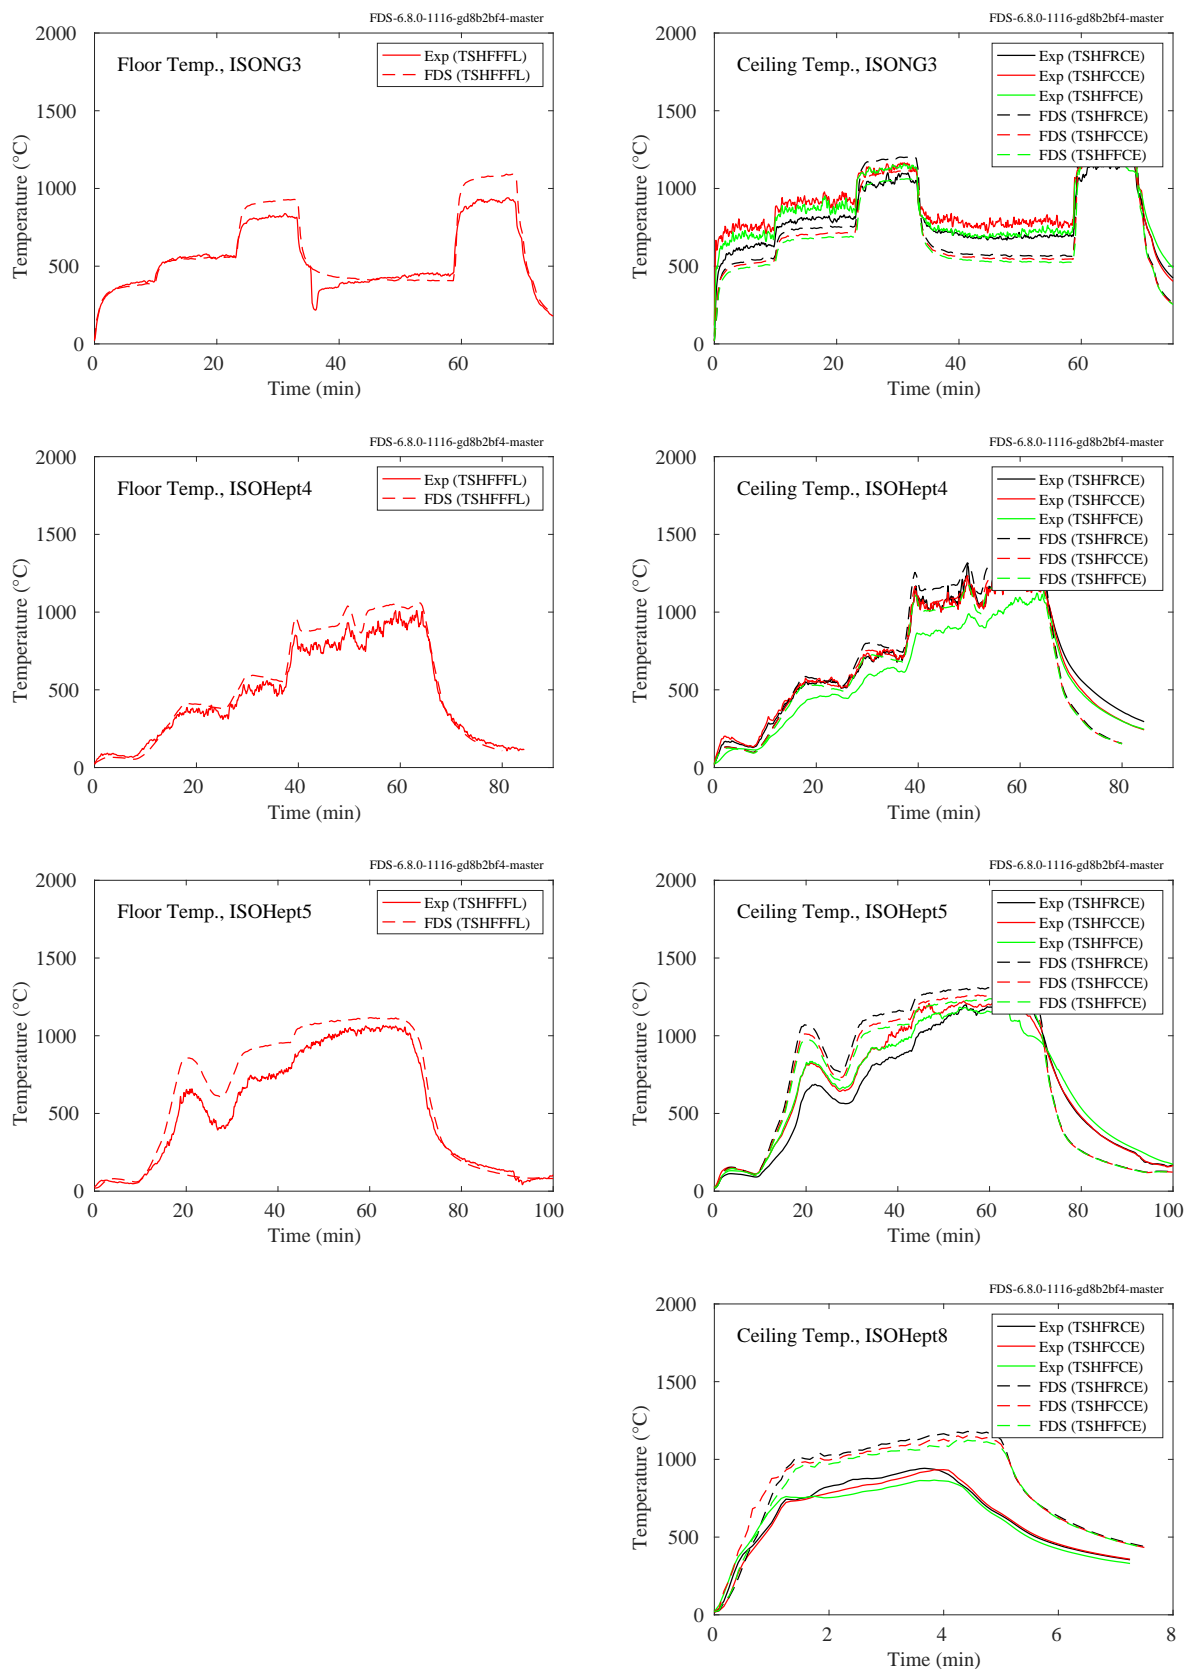 FDS-6.8.0-1116-gd8b2bf4-master
Floor Temp., ISONG3
Exp (TSHFFFL)
FDS (TSHFFFL)
2000
1500
1000
500
0
Temperature (°C)
0 20 40 60
Time (min)
FDS-6.8.0-1116-gd8b2bf4-master
Ceiling Temp., ISONG3
Exp (TSHFRCE)
Exp (TSHFCCE)
Exp (TSHFFCE)
FDS (TSHFRCE)
FDS (TSHFCCE)
FDS (TSHFFCE)
2000
1500
1000
500
0
Temperature (°C)
0 20 40 60
Time (min)
FDS-6.8.0-1116-gd8b2bf4-master
Floor Temp., ISOHept4
Exp (TSHFFFL)
FDS (TSHFFFL)
2000
1500
1000
500
0
Temperature (°C)
0 20 40 60 80
Time (min)
FDS-6.8.0-1116-gd8b2bf4-master
Ceiling Temp., ISOHept4
Exp (TSHFRCE)
Exp (TSHFCCE)
Exp (TSHFFCE)
FDS (TSHFRCE)
FDS (TSHFCCE)
FDS (TSHFFCE)
2000
1500
1000
500
0
Temperature (°C)
0 20 40 60 80
Time (min)
FDS-6.8.0-1116-gd8b2bf4-master
Floor Temp., ISOHept5
Exp (TSHFFFL)
FDS (TSHFFFL)
2000
1500
1000
500
0
Temperature (°C)
0 20 40 60 80 100
Time (min)
FDS-6.8.0-1116-gd8b2bf4-master
Ceiling Temp., ISOHept5
Exp (TSHFRCE)
Exp (TSHFCCE)
Exp (TSHFFCE)
FDS (TSHFRCE)
FDS (TSHFCCE)
FDS (TSHFFCE)
2000
1500
1000
500
0
Temperature (°C)
0 20 40 60 80 100
Time (min)
FDS-6.8.0-1116-gd8b2bf4-master
Ceiling Temp., ISOHept8
Exp (TSHFRCE)
Exp (TSHFCCE)
Exp (TSHFFCE)
FDS (TSHFRCE)
FDS (TSHFCCE)
FDS (TSHFFCE)
2000
1500
1000
500
0
Temperature (°C)
0 2 4 6 8
Time (min)